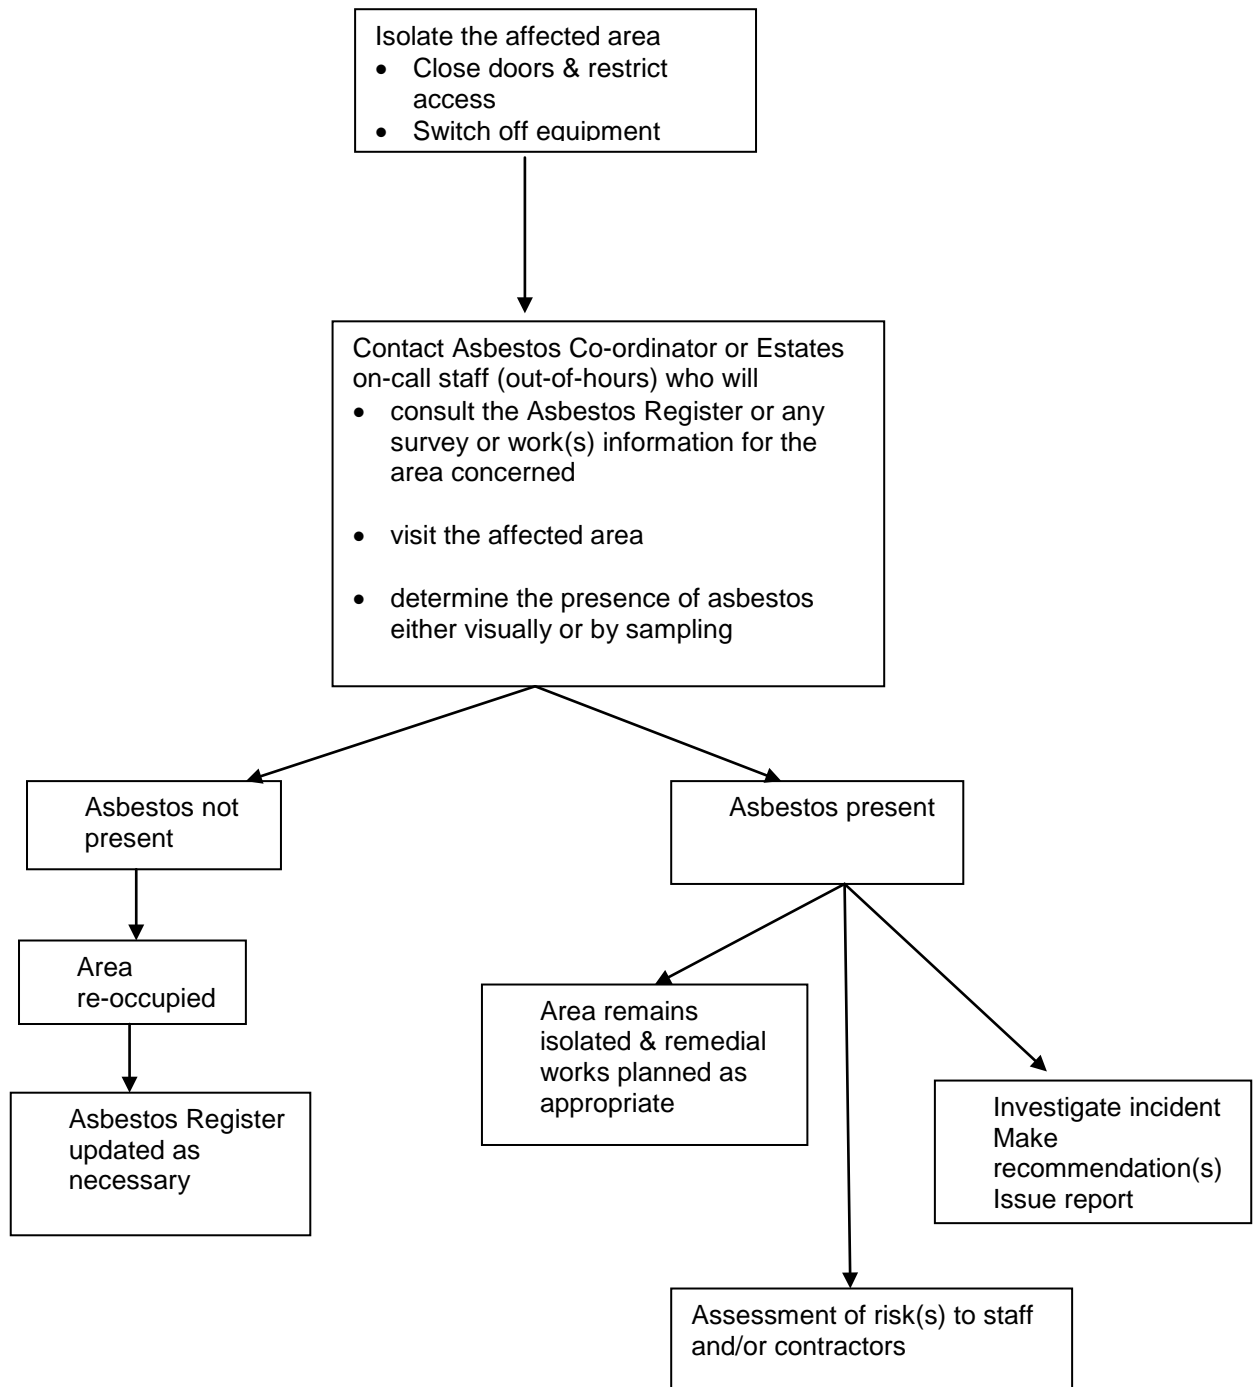 Isolate the affected area
• Close doors & restrict
access
• Switch off equipment
Contact Asbestos Co-ordinator or Estates
on-call staff (out-of-hours) who will
• consult the Asbestos Register or any
survey or work(s) information for the
area concerned
• visit the affected area
• determine the presence of asbestos
either visually or by sampling
Asbestos not
present
Asbestos present
Area
re-occupied
Area remains
isolated & remedial
works planned as
appropriate
Asbestos Register
updated as
necessary
Investigate incident
Make
recommendation(s)
Issue report
Assessment of risk(s) to staff
and/or contractors